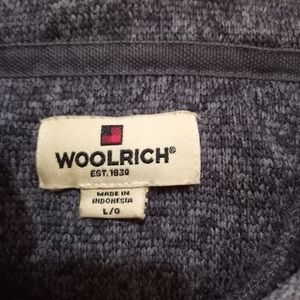 WOOLRICH®
EST. 1830
MADE IN
INDONESIA
L/G